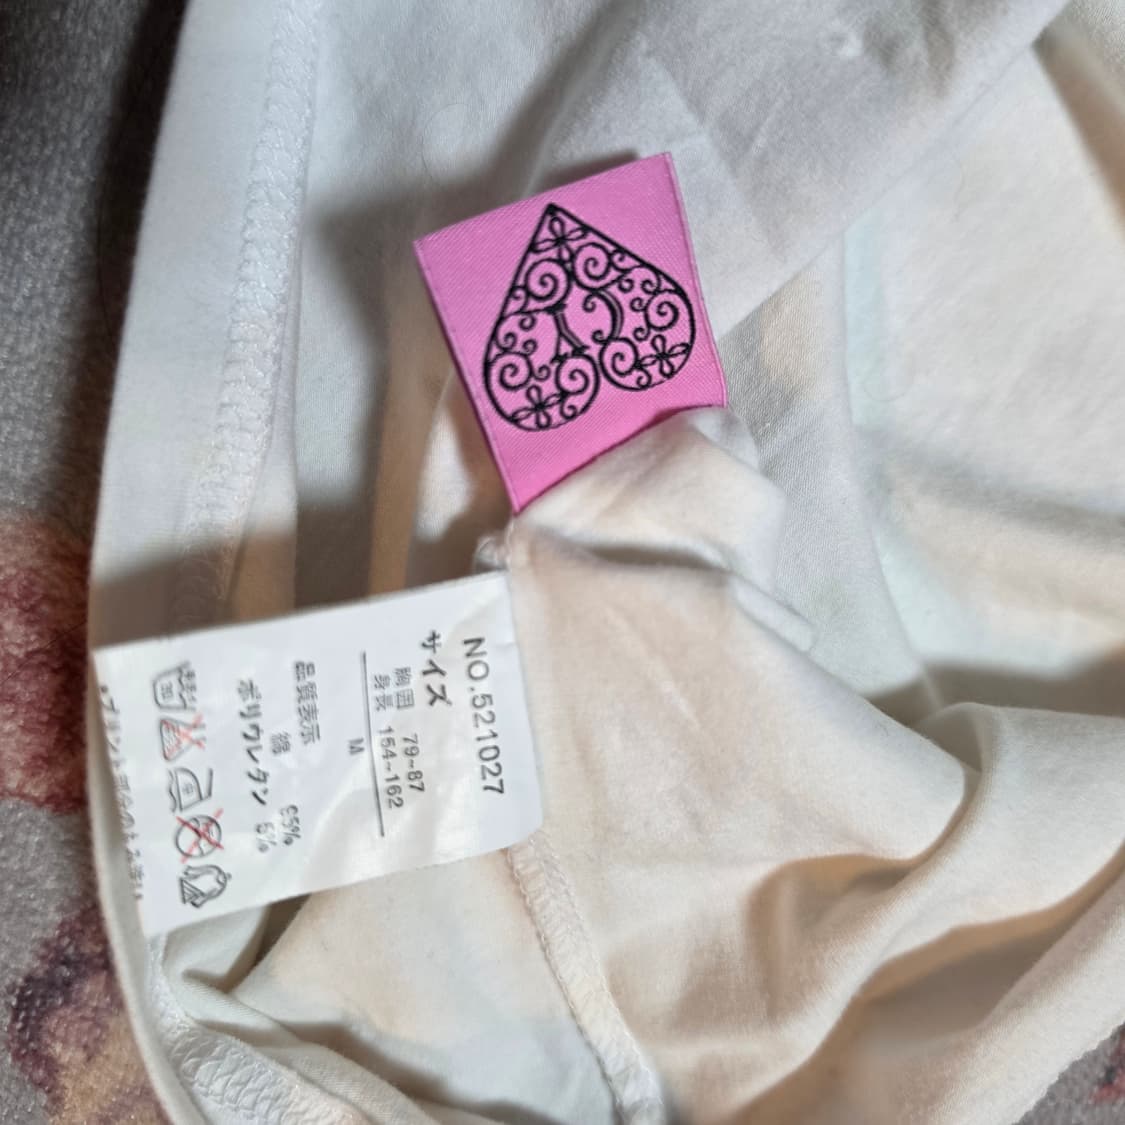 NO.521027
サイズ
胸囲 79~87
身長 154~162
M
品質表示
綿 95%
ポリウレタン 5%